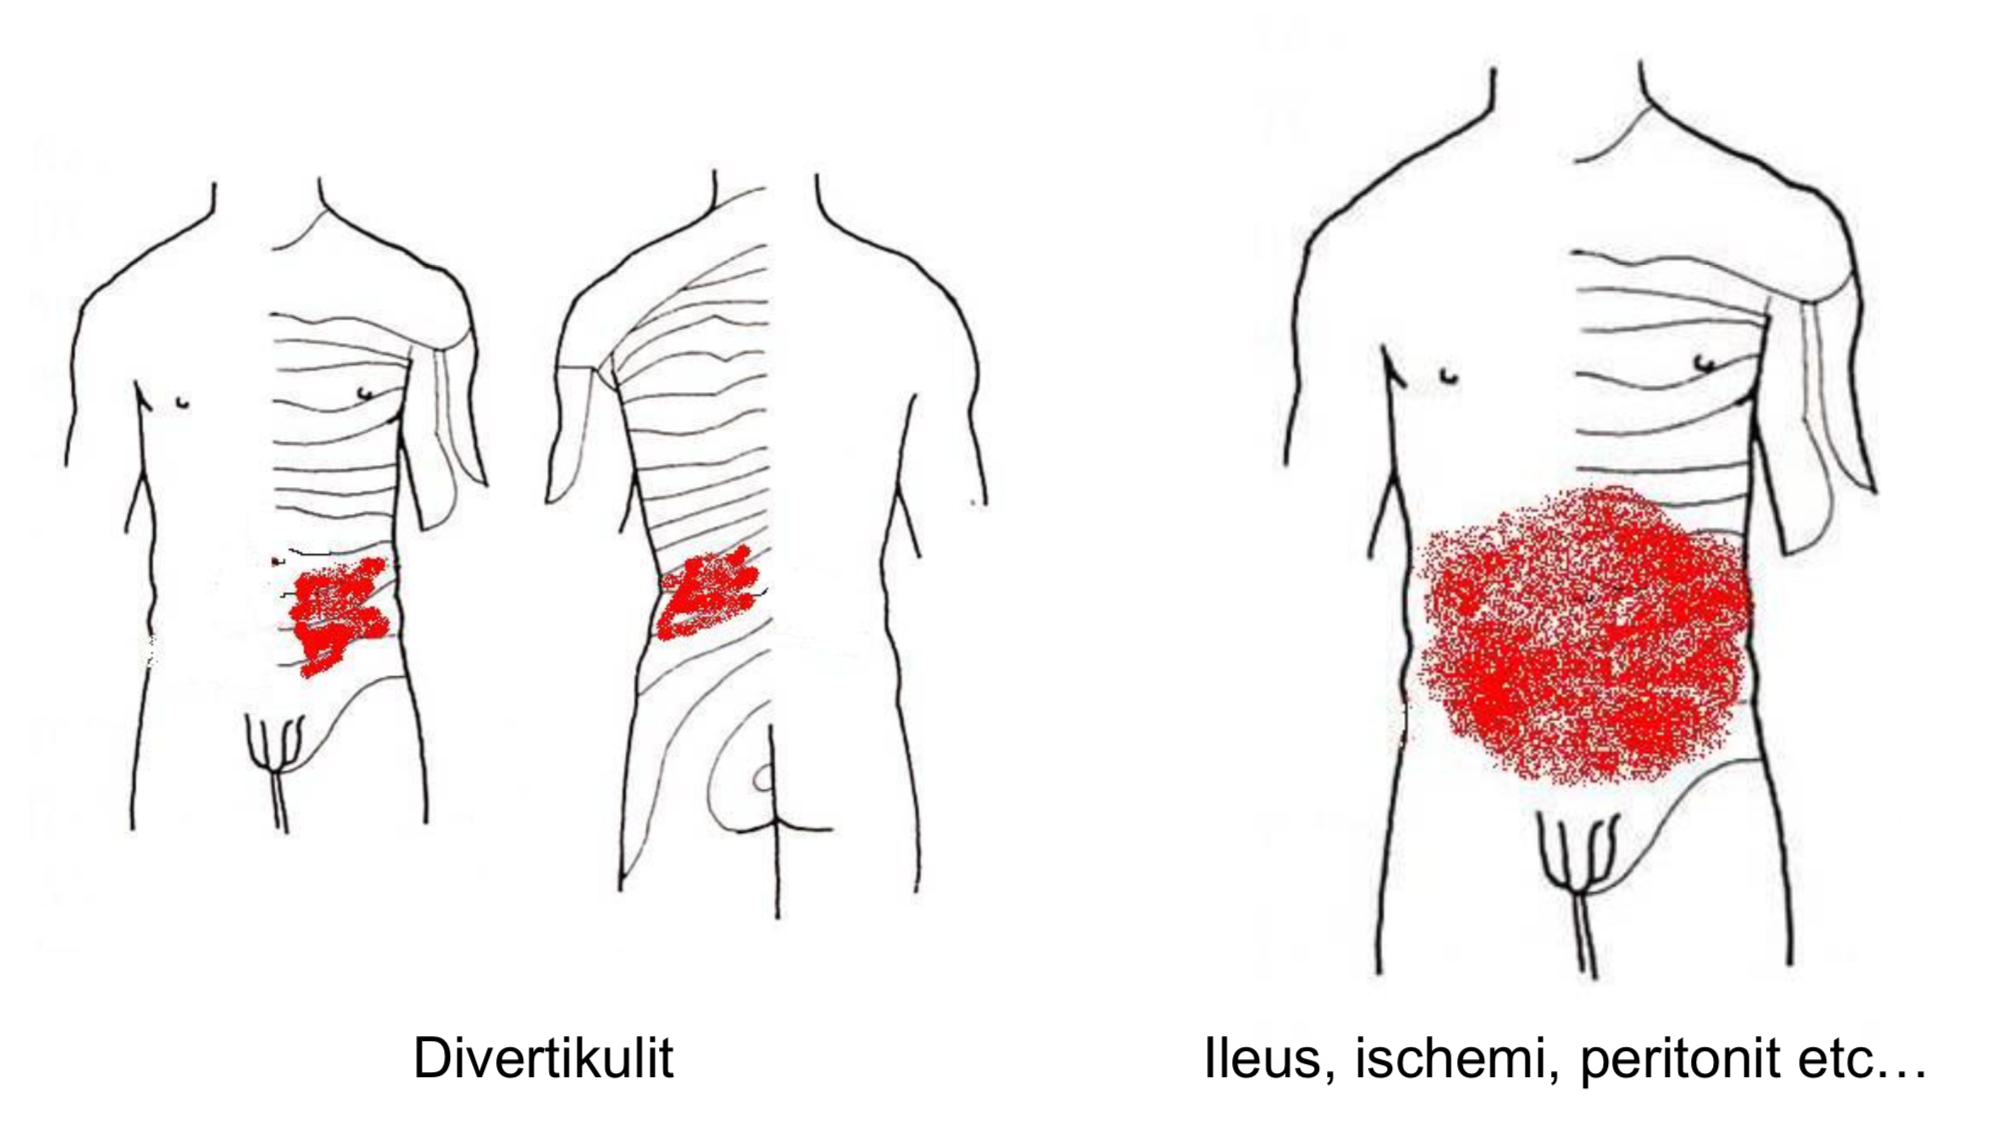 Divertikulit
Ileus, ischemi, peritonit etc…